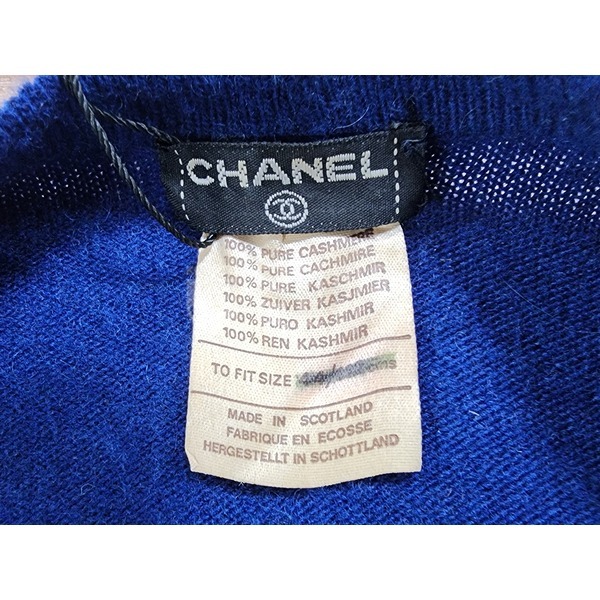 CHANEL
100% PURE CASHMERE
100% PURE CACHMIRE
100% PURE KASCHMIR
100% ZUIVER KASJMIER
100% PURO KASHMIR
100% REN KASHMIR
TO FIT SIZE cms
MADE IN SCOTLAND
FABRIQUE EN ECOSSE
HERGESTELLT IN SCHOTTLAND